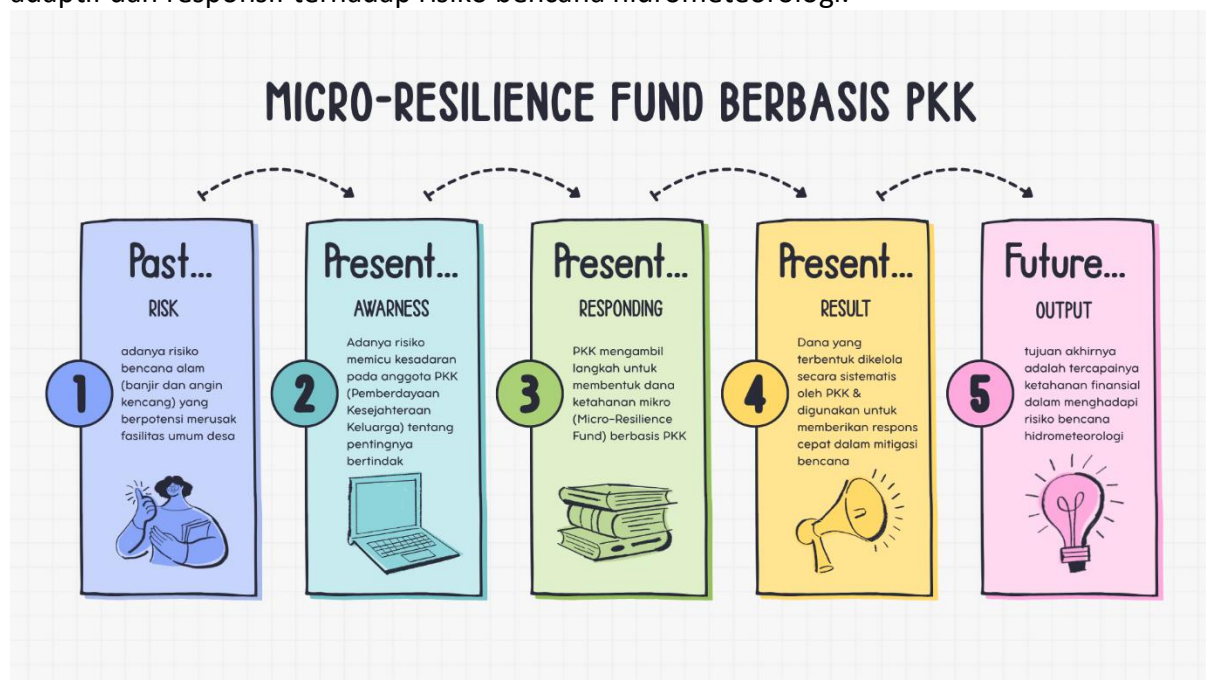 adaptif dan responsif terhadap risiko bencana hidrometeorologi.
MICRO-RESILIENCE FUND BERBASIS PKK
Past...
RISK
adanya risiko
bencana alam
(banjir dan angin
kencang) yang
berpotensi merusak
fasilitas umum desa
1
Present...
AWARNESS
Adanya risiko
memicu kesadaran
pada anggota PKK
(Pemberdayaan
Kesejahteraan
Keluarga) tentang
pentingnya
bertindak
2
Present...
RESPONDING
PKK mengambil
langkah untuk
membentuk dana
ketahanan mikro
(Micro-Resilience
Fund) berbasis PKK
3
Present...
RESULT
Dana yang
terbentuk dikelola
secara sistematis
oleh PKK &
digunakan untuk
memberikan respons
cepat dalam mitigasi
bencana
4
Future...
OUTPUT
tujuan akhirnya
adalah tercapainya
ketahanan finansial
dalam menghadapi
risiko bencana
hidrometeorologi
5